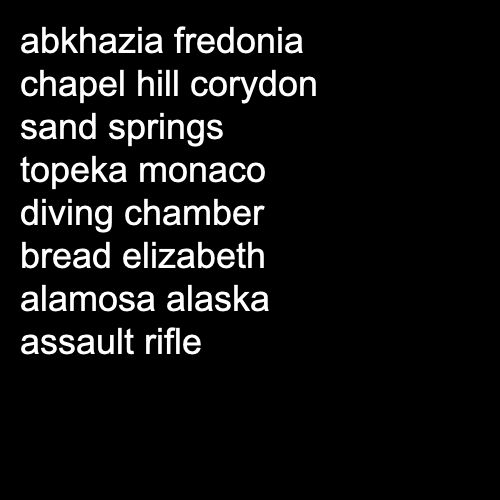 abkhazia fredonia
chapel hill corydon
sand springs
topeka monaco
diving chamber
bread elizabeth
alamosa alaska
assault rifle